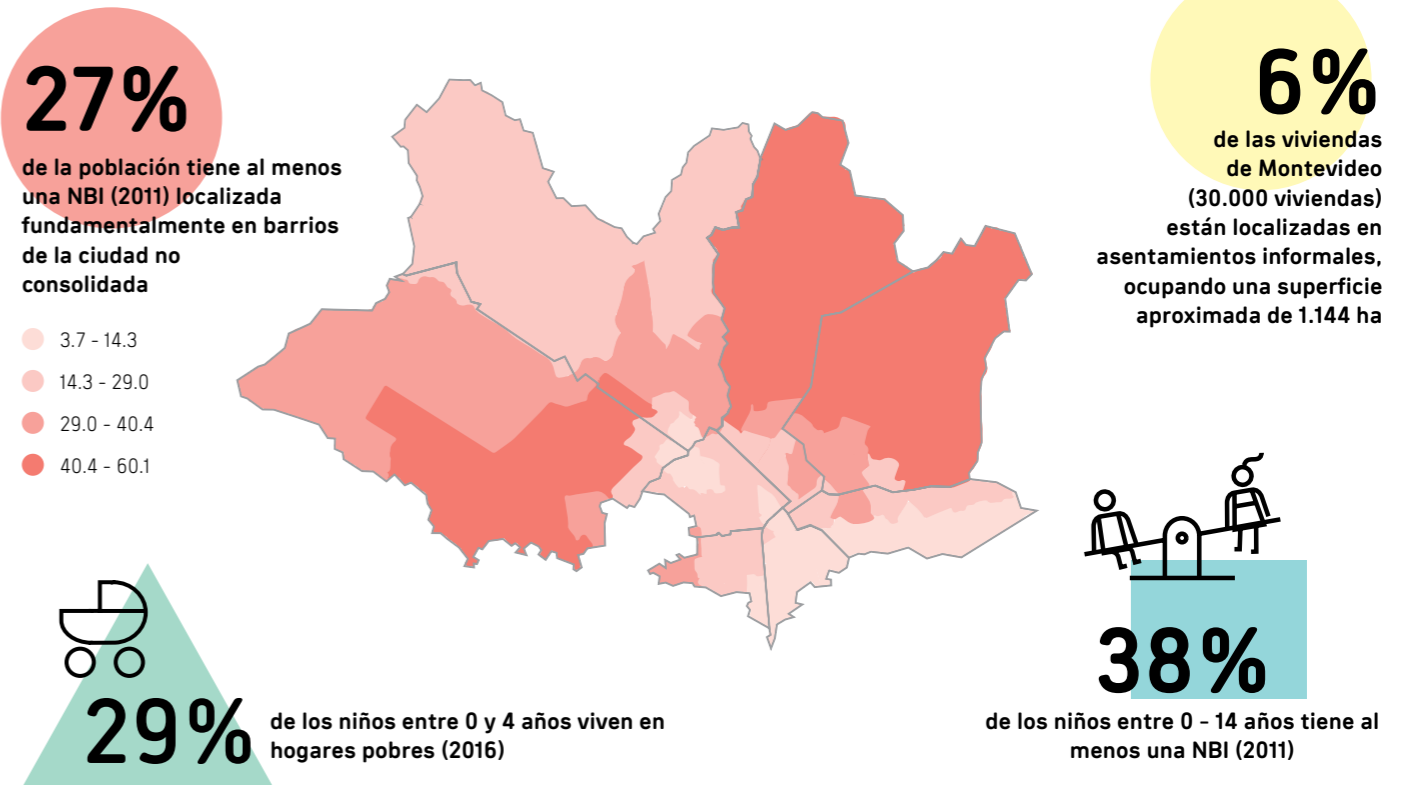 27%
de la población tiene al menos
una NBI (2011) localizada
fundamentalmente en barrios
de la ciudad no
consolidada
3.7 - 14.3
14.3 - 29.0
29.0 - 40.4
40.4 - 60.1
6%
de las viviendas
de Montevideo
(30.000 viviendas)
están localizadas en
asentamientos informales,
ocupando una superficie
aproximada de 1.144 ha
29%
de los niños entre 0 y 4 años viven en
hogares pobres (2016)
38%
de los niños entre 0 - 14 años tiene al
menos una NBI (2011)